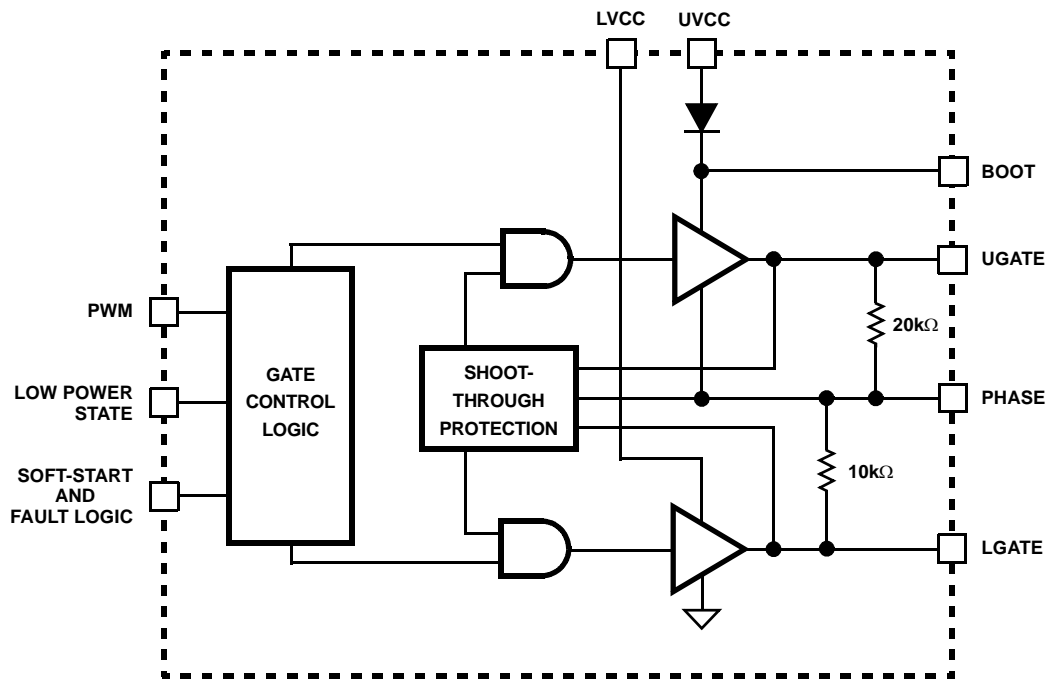 LVCC
UVCC
BOOT
UGATE
PWM
20kΩ
LOW POWER
STATE
GATE
CONTROL
LOGIC
SHOOT-
THROUGH
PROTECTION
PHASE
SOFT-START
AND
FAULT LOGIC
10kΩ
LGATE